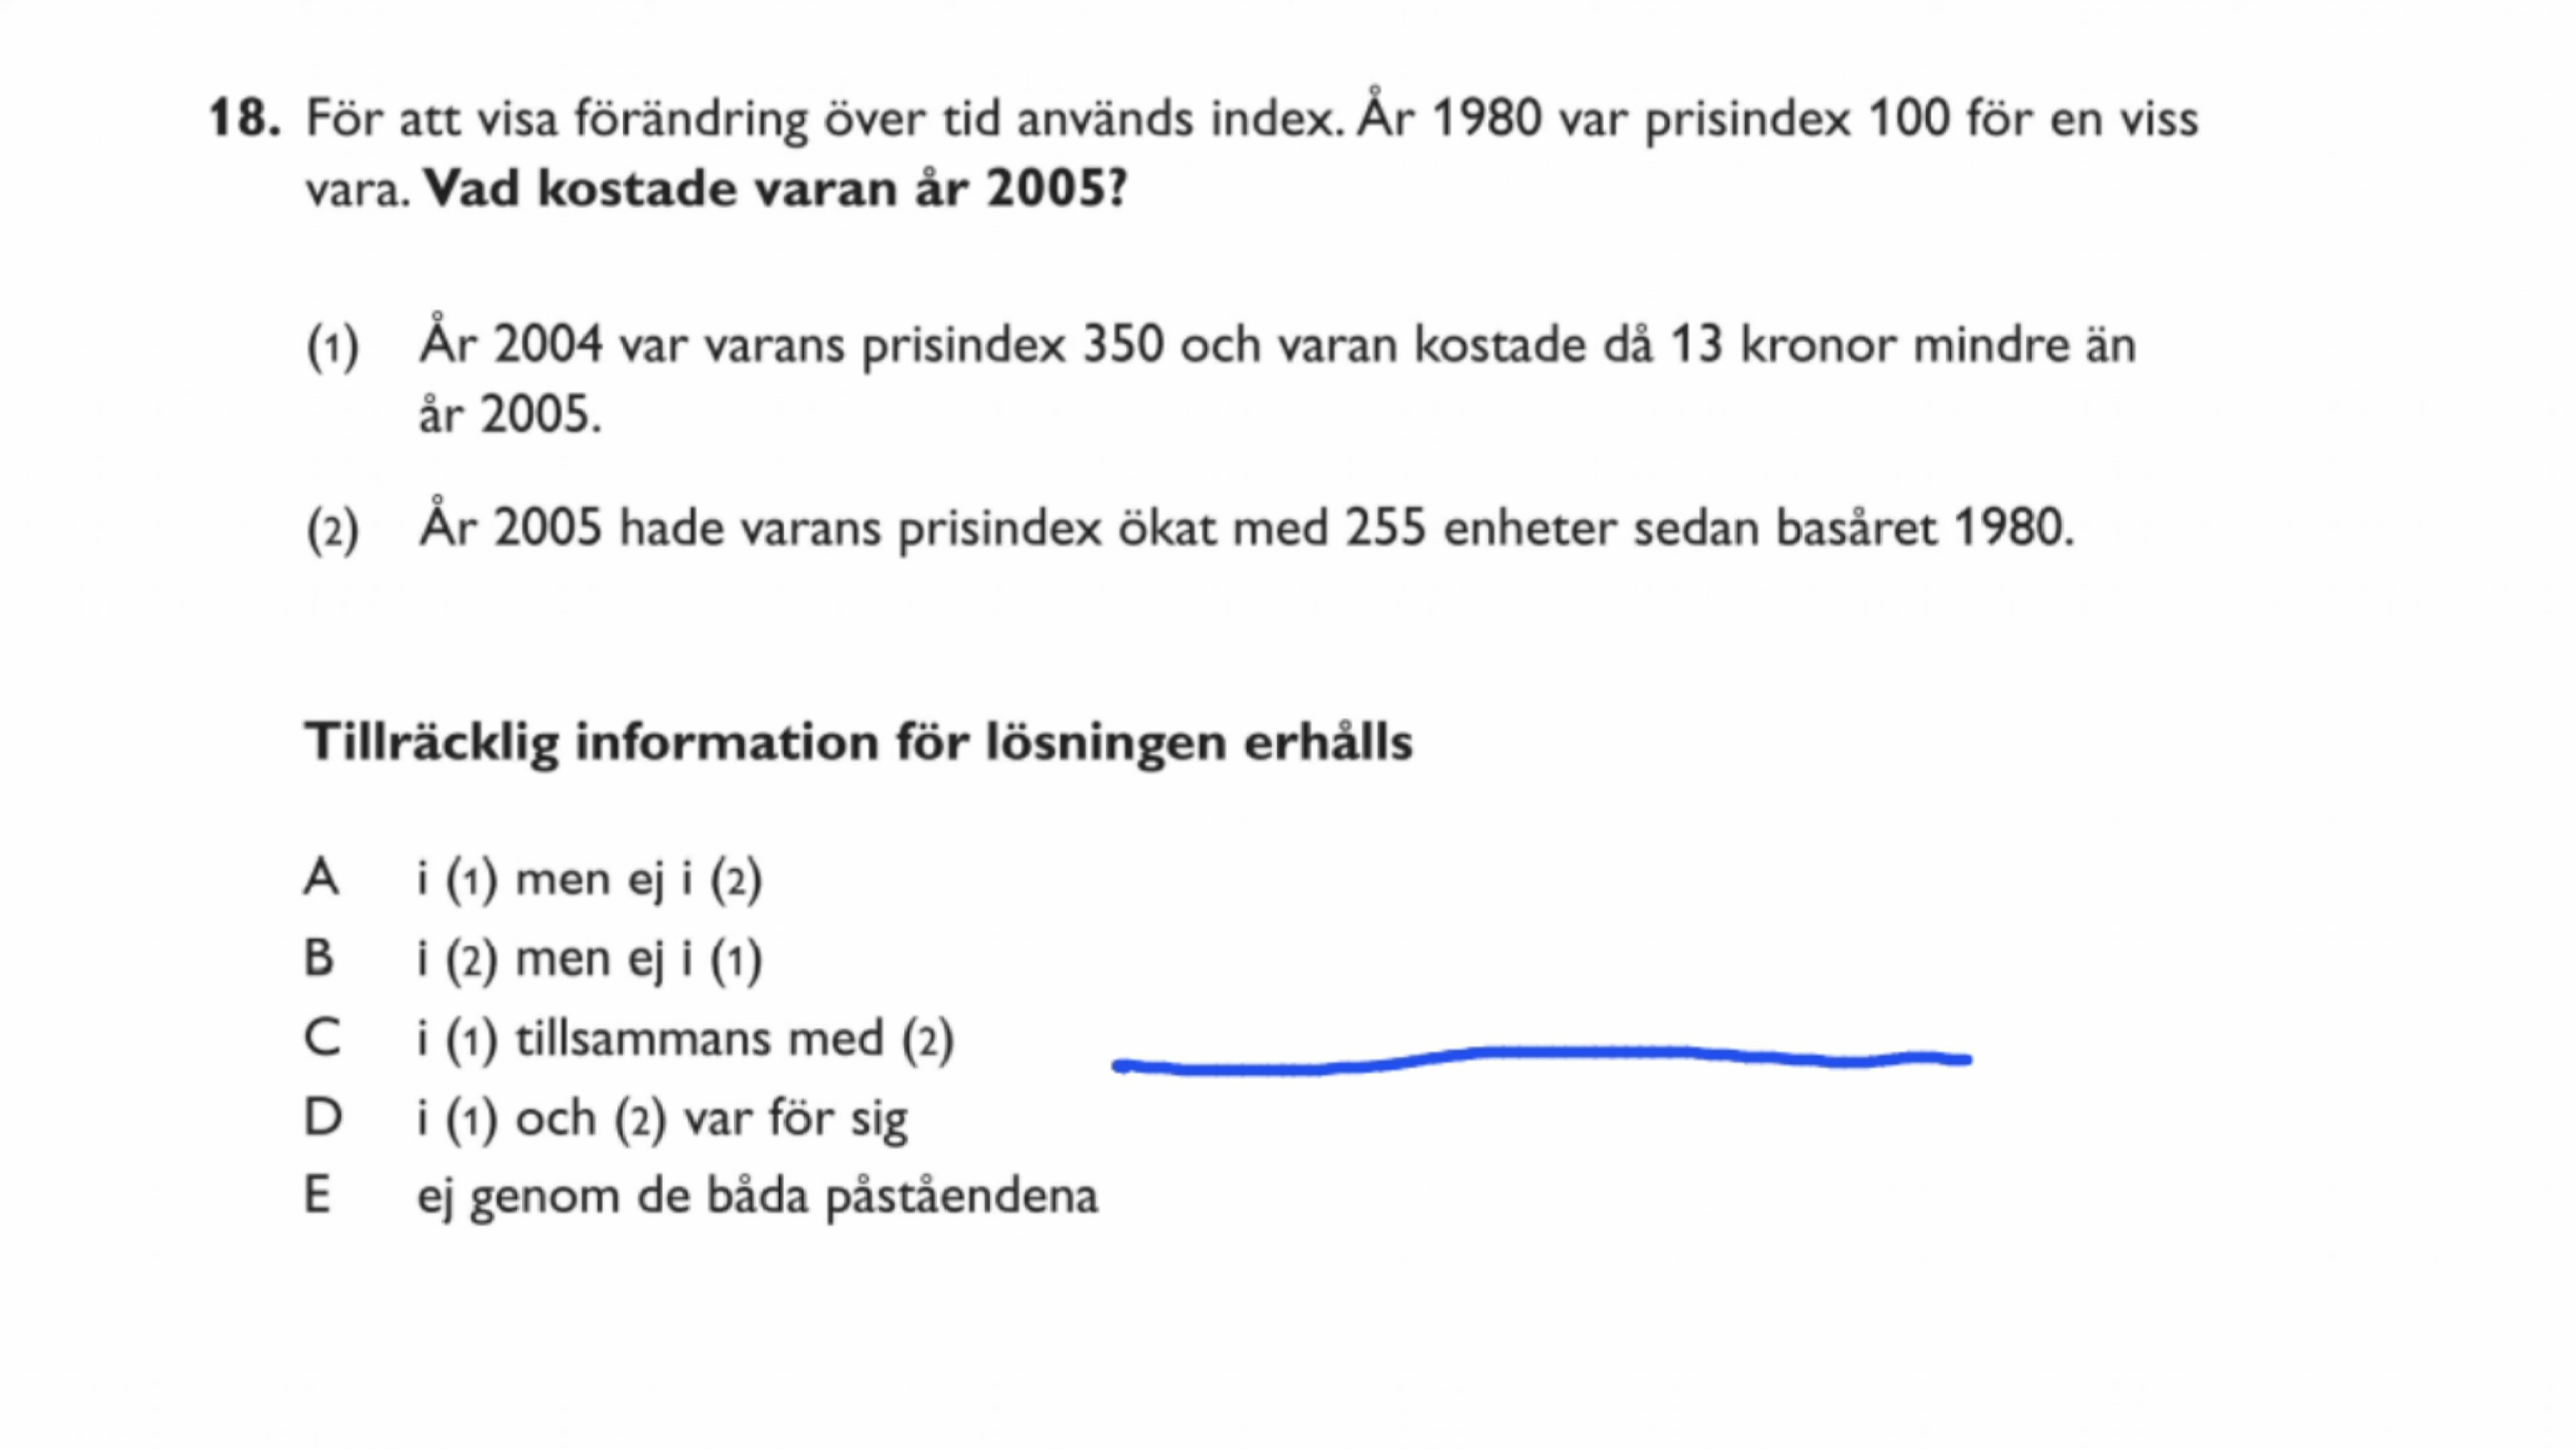 18. För att visa förändring över tid används index. År 1980 var prisindex 100 för en viss
vara. Vad kostade varan år 2005?
(1) År 2004 var varans prisindex 350 och varan kostade då 13 kronor mindre än
år 2005.
(2) År 2005 hade varans prisindex ökat med 255 enheter sedan basåret 1980.
Tillräcklig information för lösningen erhålls
A i (1) men ej i (2)
B i (2) men ej i (1)
C i (1) tillsammans med (2)
D i (1) och (2) var för sig
E ej genom de båda påståendena